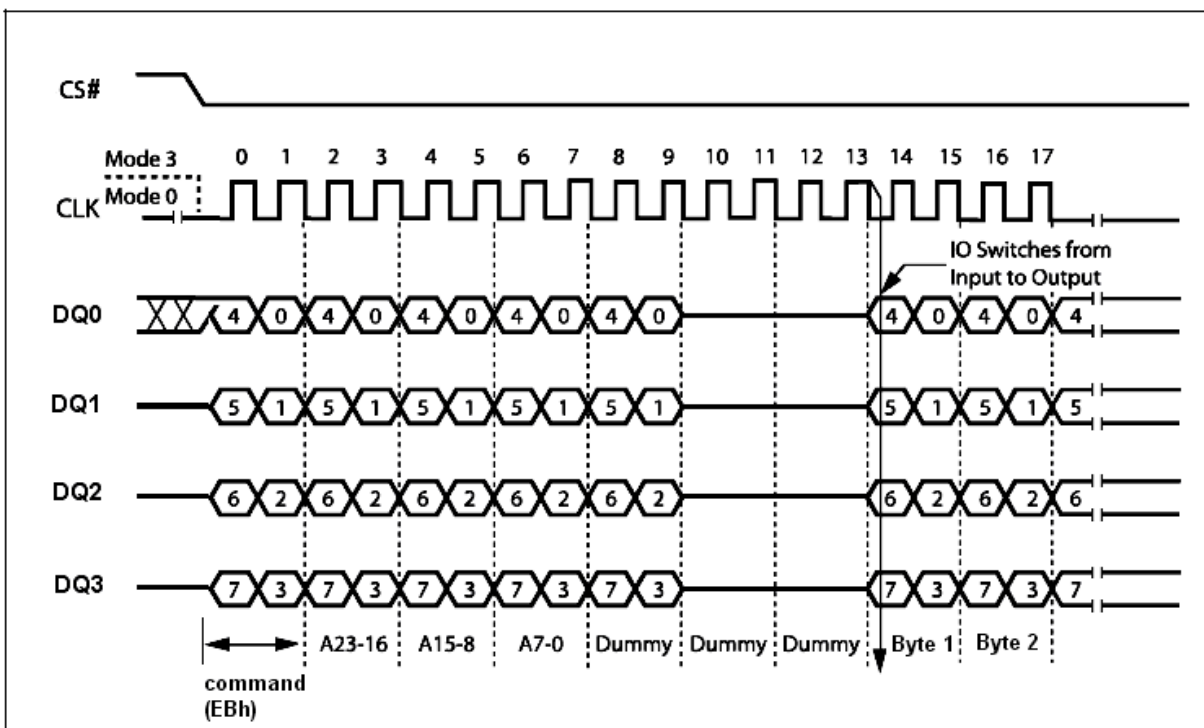 CS#
Mode 3
0 1 2 3 4 5 6 7 8 9 10 11 12 13 14 15 16 17
Mode 0
CLK
IO Switches from
Input to Output
DQ0 4 0 4 0 4 0 4 0 4 0 4 0 4 0 4
DQ1 5 1 5 1 5 1 5 1 5 1 5 1 5 1 5
DQ2 6 2 6 2 6 2 6 2 6 2 6 2 6 2 6
DQ3 7 3 7 3 7 3 7 3 7 3 7 3 7 3 7
A23-16 A15-8 A7-0 Dummy Dummy Dummy Byte 1 Byte 2
command
(EBh)